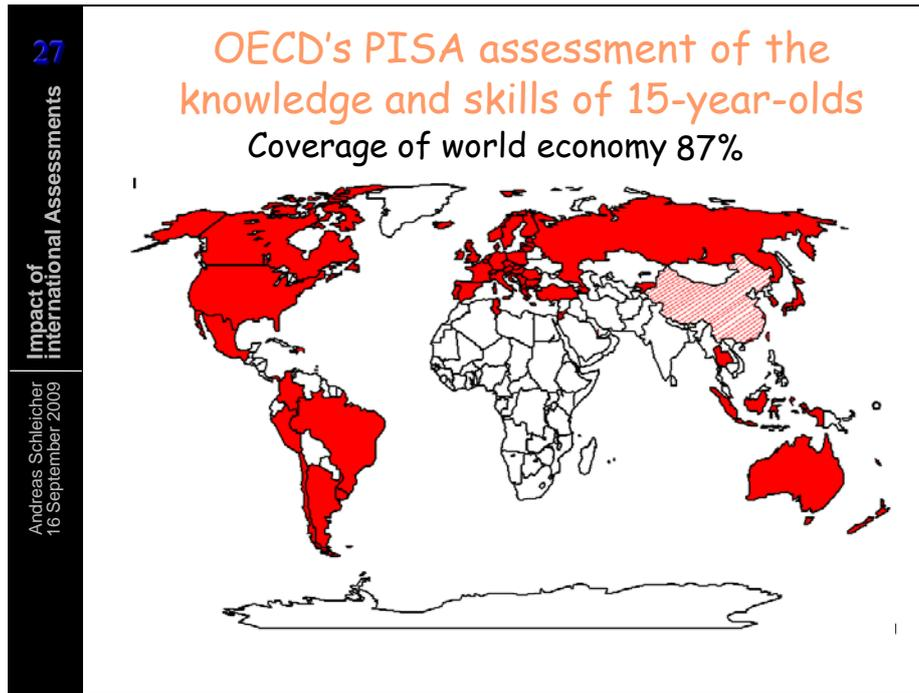 27
Impact of
international Assessments
Andreas Schleicher
16 September 2009
OECD's PISA assessment of the
knowledge and skills of 15-year-olds
Coverage of world economy 87%